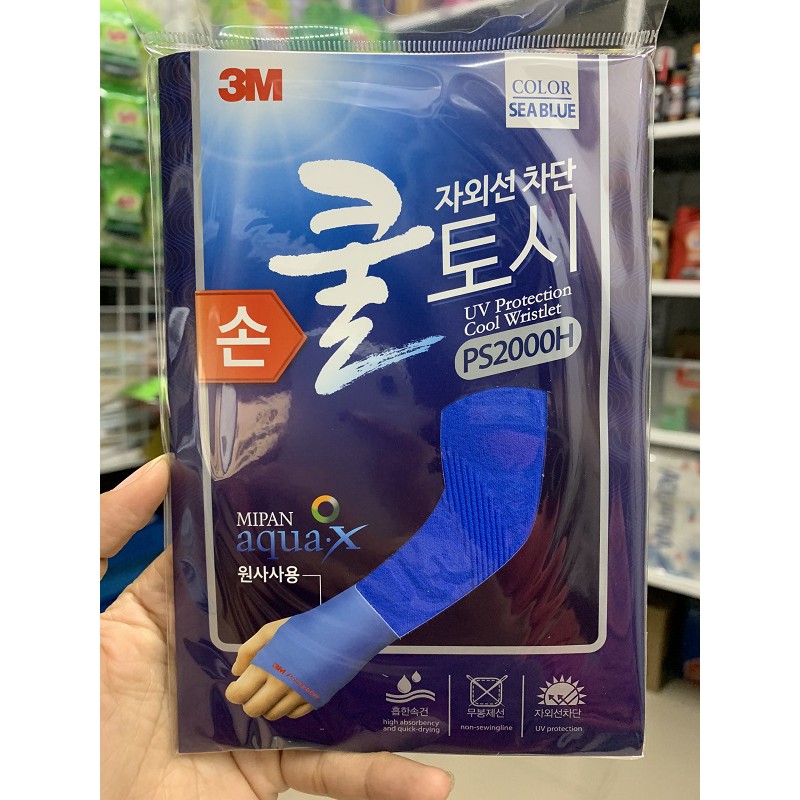 3M
COLOR
SEA BLUE
자외선 차단
쿨토시
UV Protection
Cool Wristlet
PS2000H
손
MIPAN
aqua·X
원사사용
3M
흡한속건
high absorbency
and quick-drying
무봉제선
non-sewingline
자외선차단
UV protection